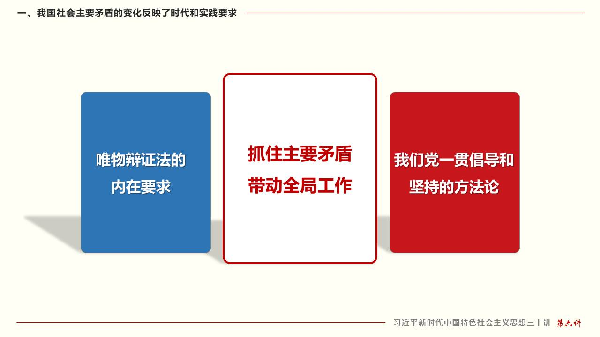 一、我国社会主要矛盾的变化反映了时代和实践要求
唯物辩证法的
内在要求
抓住主要矛盾
带动全局工作
我们党一贯倡导和
坚持的方法论
习近平新时代中国特色社会主义思想三十讲
第九讲